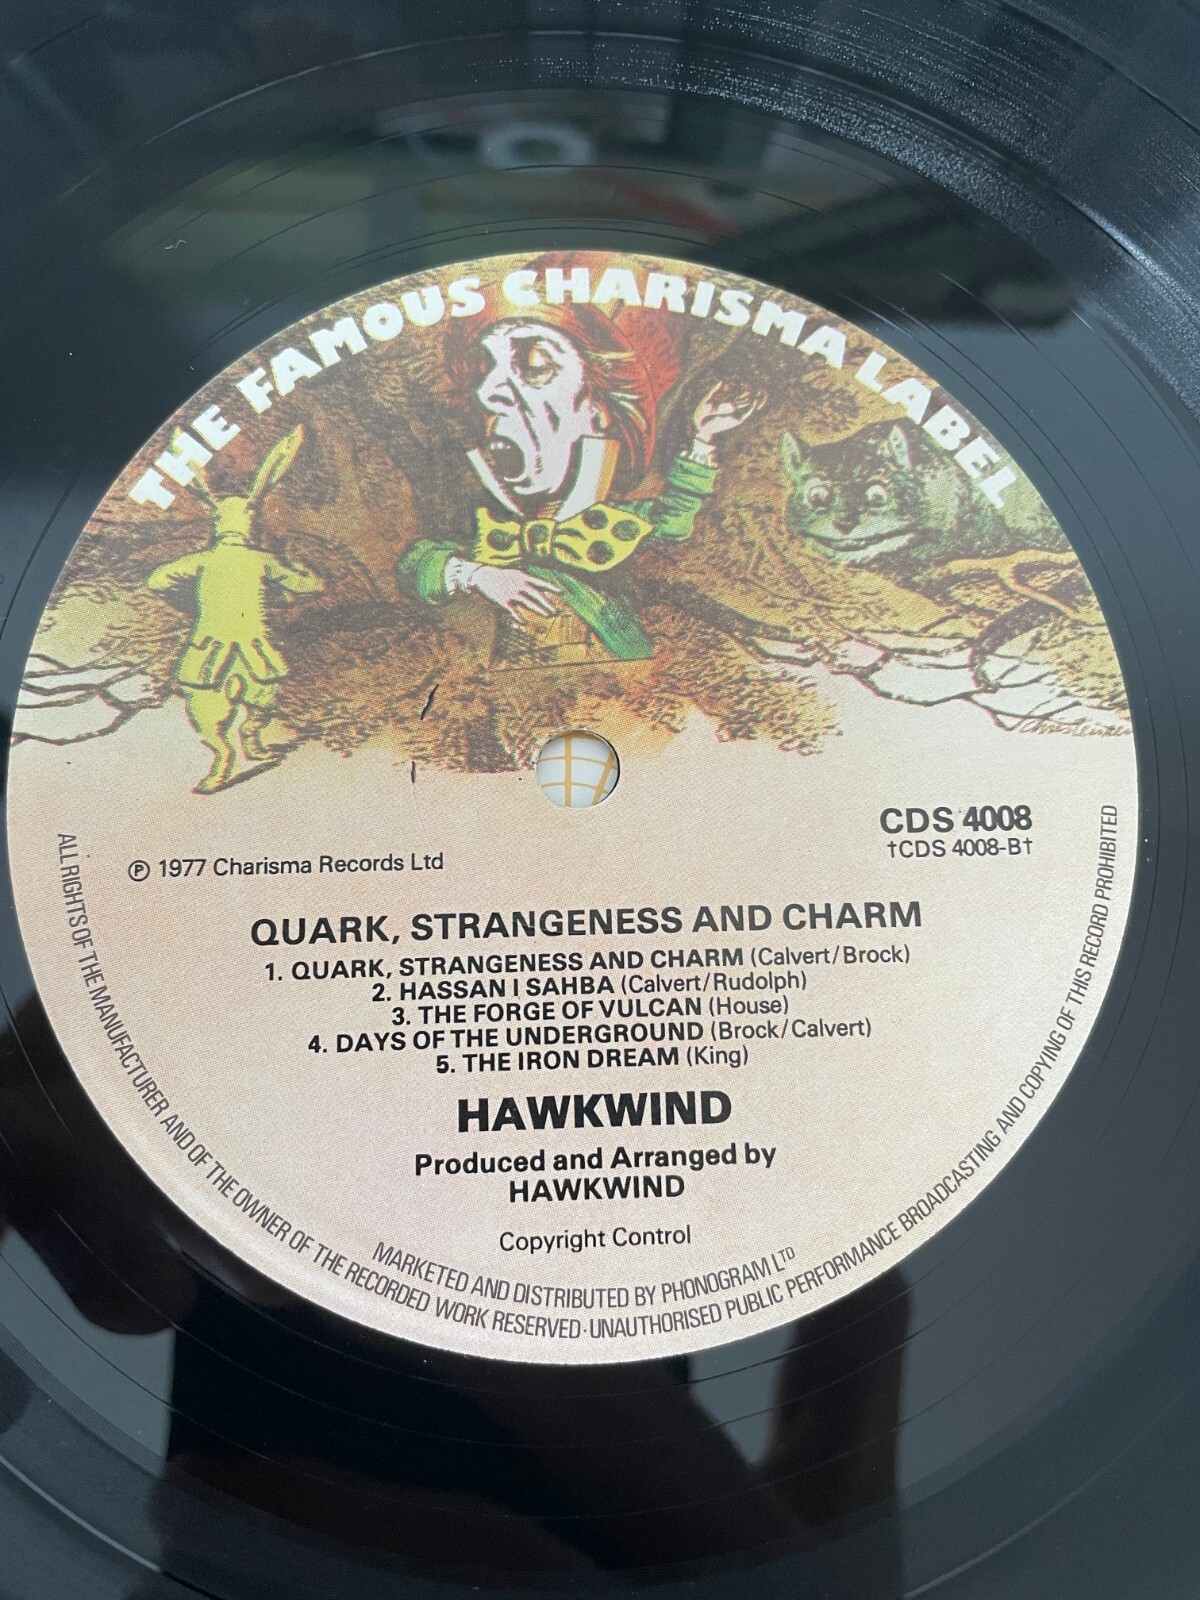 THE FAMOUS CHARISMA LABEL
Christensen
CDS 4008
†CDS 4008-B†
℗ 1977 Charisma Records Ltd
QUARK, STRANGENESS AND CHARM
1. QUARK, STRANGENESS AND CHARM (Calvert/Brock)
2. HASSAN I SAHBA (Calvert/Rudolph)
3. THE FORGE OF VULCAN (House)
4. DAYS OF THE UNDERGROUND (Brock/Calvert)
5. THE IRON DREAM (King)
HAWKWIND
Produced and Arranged by
HAWKWIND
Copyright Control
MARKETED AND DISTRIBUTED BY PHONOGRAM LTD
ALL RIGHTS OF THE MANUFACTURER AND OF THE OWNER OF THE RECORDED WORK RESERVED·UNAUTHORISED PUBLIC PERFORMANCE BROADCASTING AND COPYING OF THIS RECORD PROHIBITED